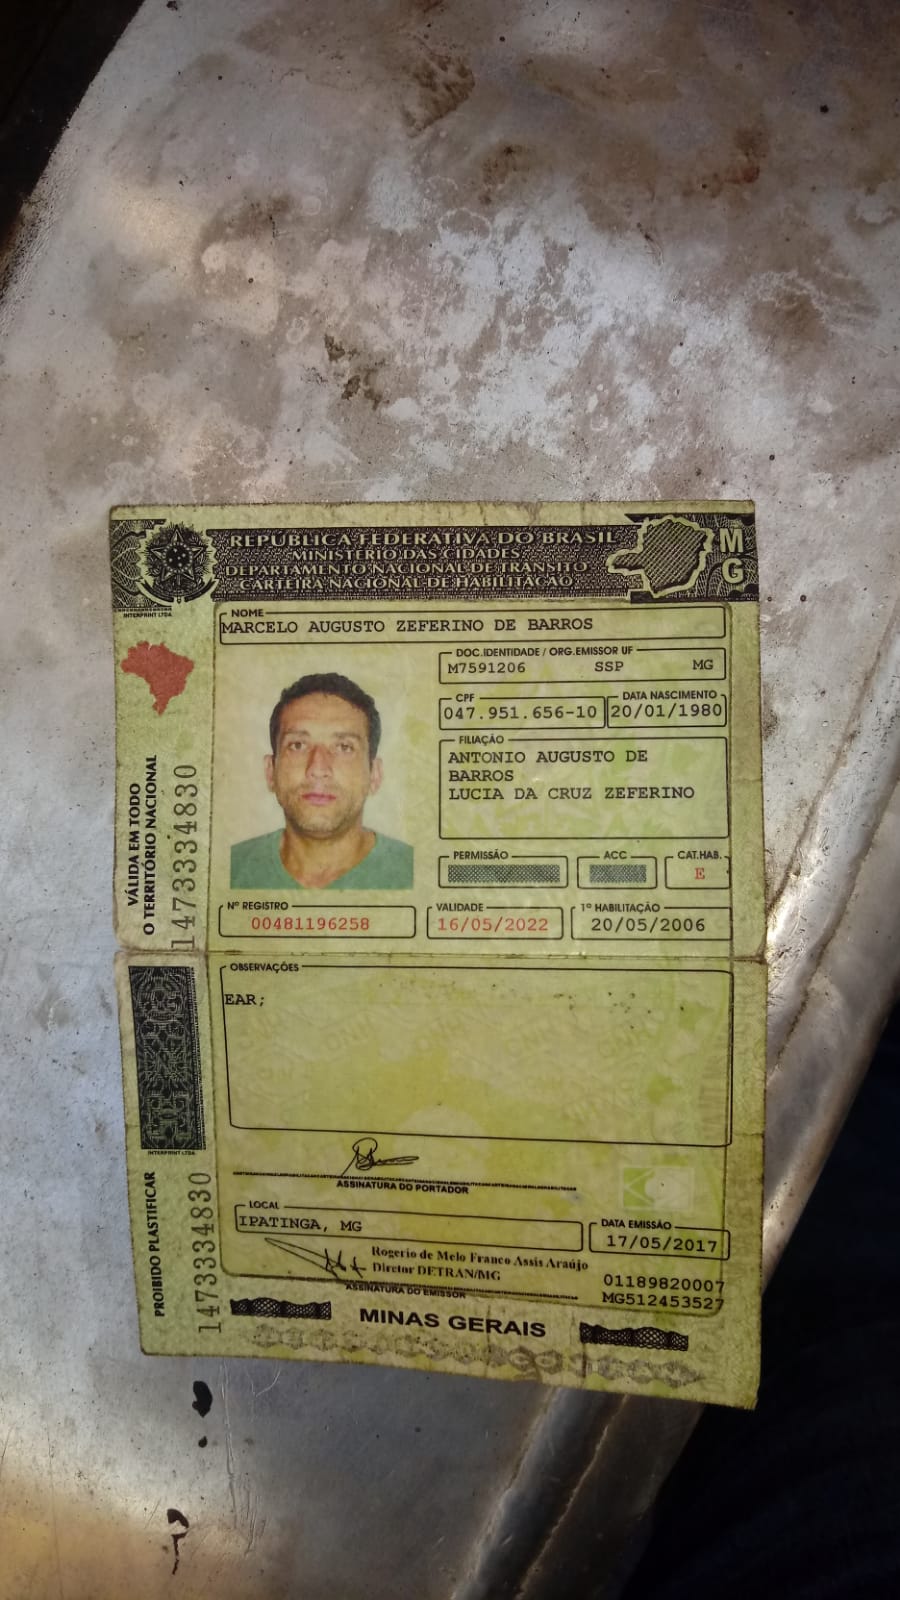 REPÚBLICA FEDERATIVA DO BRASIL
MINISTÉRIO DAS CIDADES
DEPARTAMENTO NACIONAL DE TRÂNSITO
CARTEIRA NACIONAL DE HABILITAÇÃO
MG
INTERPRINT LTDA.
NOME
MARCELO AUGUSTO ZEFERINO DE BARROS
DOC.IDENTIDADE / ORG.EMISSOR UF
M7591206 SSP MG
CPF
047.951.656-10
DATA NASCIMENTO
20/01/1980
FILIAÇÃO
ANTONIO AUGUSTO DE
BARROS
LUCIA DA CRUZ ZEFERINO
PERMISSÃO
ACC
CAT.HAB.
E
Nº REGISTRO
00481196258
VALIDADE
16/05/2022
1º HABILITAÇÃO
20/05/2006
VÁLIDA EM TODO
O TERRITÓRIO NACIONAL
1473334830
OBSERVAÇÕES
EAR;
INTERPRINT LTDA.
ASSINATURA DO PORTADOR
PROIBIDO PLASTIFICAR
1473334830
LOCAL
IPATINGA, MG
DATA EMISSÃO
17/05/2017
Rogerio de Melo Franco Assis Araújo
Diretor DETRAN/MG
ASSINATURA DO EMISSOR
01189820007
MG512453527
MINAS GERAIS